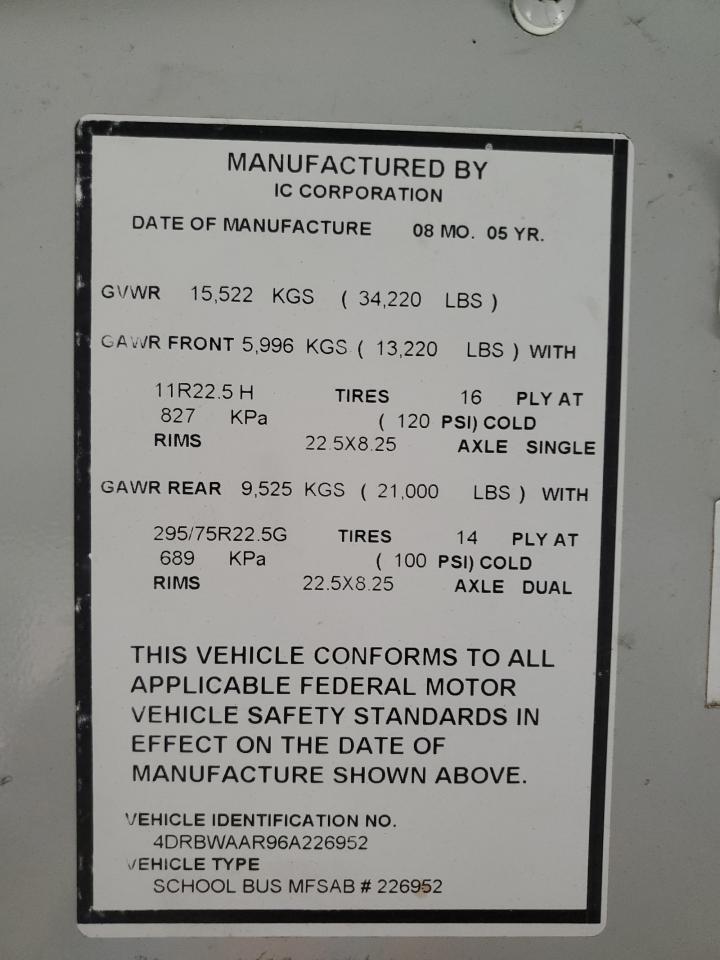 MANUFACTURED BY
IC CORPORATION
DATE OF MANUFACTURE 08 MO. 05 YR.
GVWR 15,522 KGS ( 34,220 LBS )
GAWR FRONT 5,996 KGS ( 13,220 LBS ) WITH
11R22.5 H TIRES 16 PLY AT
827 KPa ( 120 PSI) COLD
RIMS 22.5X8.25 AXLE SINGLE
GAWR REAR 9,525 KGS ( 21,000 LBS ) WITH
295/75R22.5G TIRES 14 PLY AT
689 KPa ( 100 PSI) COLD
RIMS 22.5X8.25 AXLE DUAL
THIS VEHICLE CONFORMS TO ALL
APPLICABLE FEDERAL MOTOR
VEHICLE SAFETY STANDARDS IN
EFFECT ON THE DATE OF
MANUFACTURE SHOWN ABOVE.
VEHICLE IDENTIFICATION NO.
4DRBWAAR96A226952
VEHICLE TYPE
SCHOOL BUS MFSAB # 226952